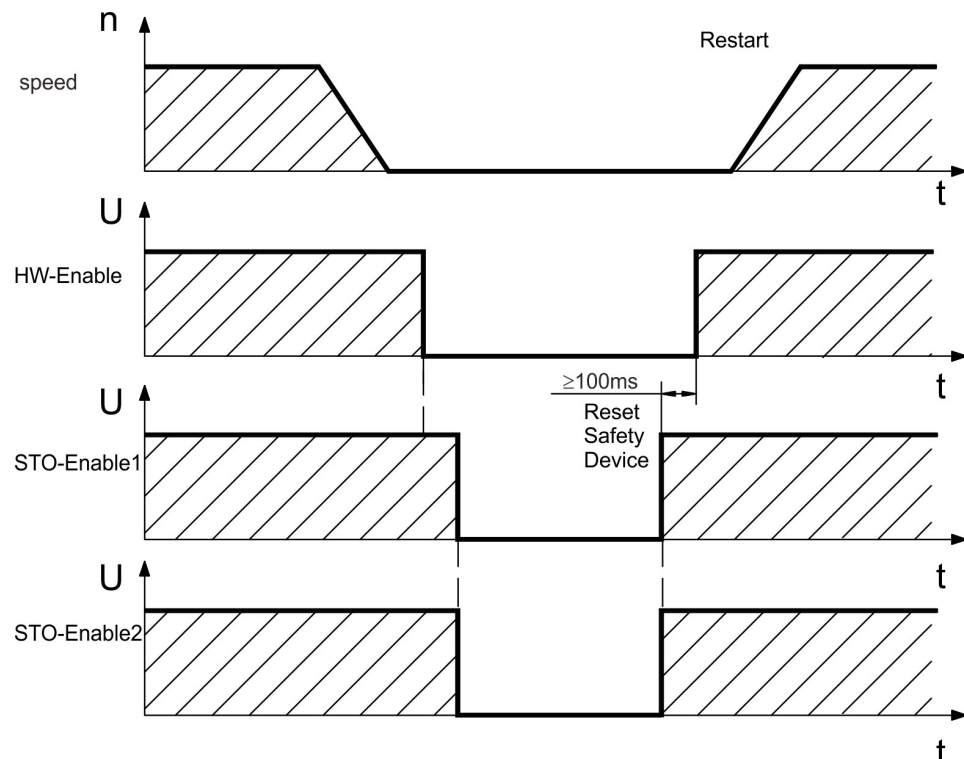 n
Restart
speed
t
U
HW-Enable
≥100ms
t
U
Reset
Safety
Device
STO-Enable1
t
U
STO-Enable2
t